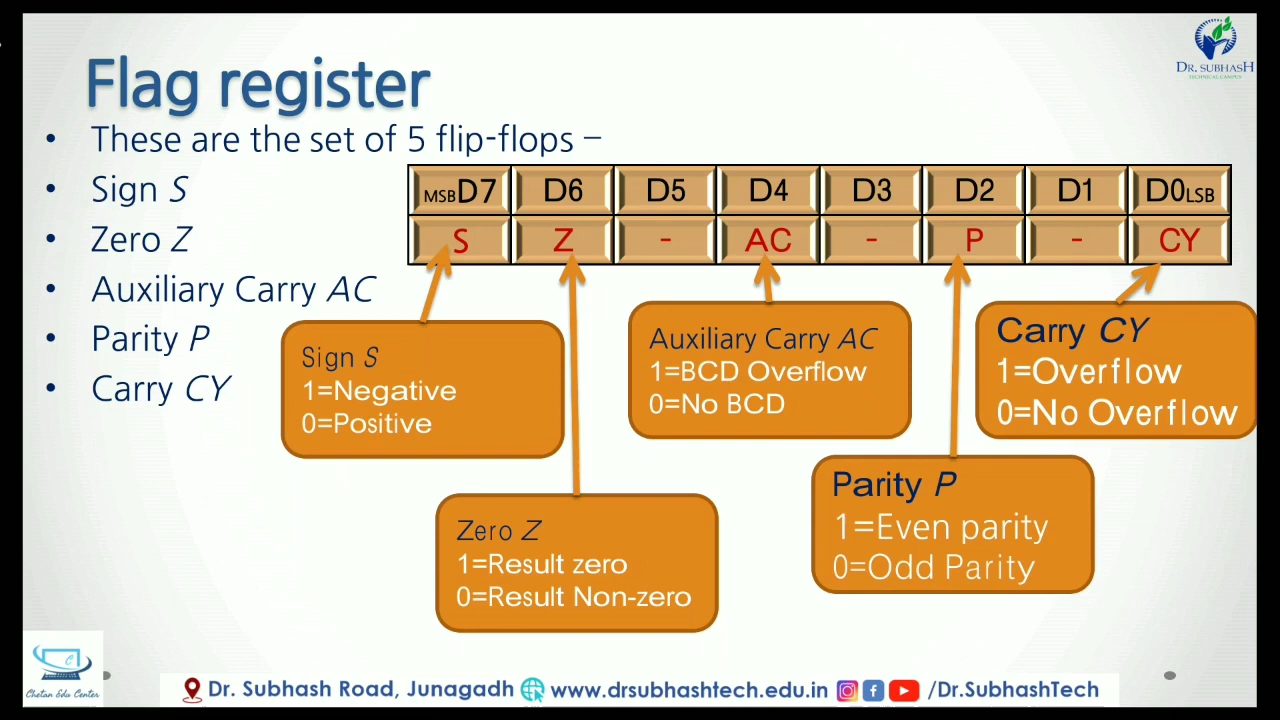 Flag register
DR. SUBHASH
TECHNICAL CAMPUS
• These are the set of 5 flip-flops –
• Sign S
• Zero Z
• Auxiliary Carry AC
• Parity P
• Carry CY
MSBD7 D6 D5 D4 D3 D2 D1 D0LSB
S Z - AC - P - CY
Sign S
1=Negative
0=Positive
Auxiliary Carry AC
1=BCD Overflow
0=No BCD
Carry CY
1=Overflow
0=No Overflow
Zero Z
1=Result zero
0=Result Non-zero
Parity P
1=Even parity
0=Odd Parity
Chetan Edu Center
Dr. Subhash Road, Junagadh www.drsubhashtech.edu.in /Dr.SubhashTech